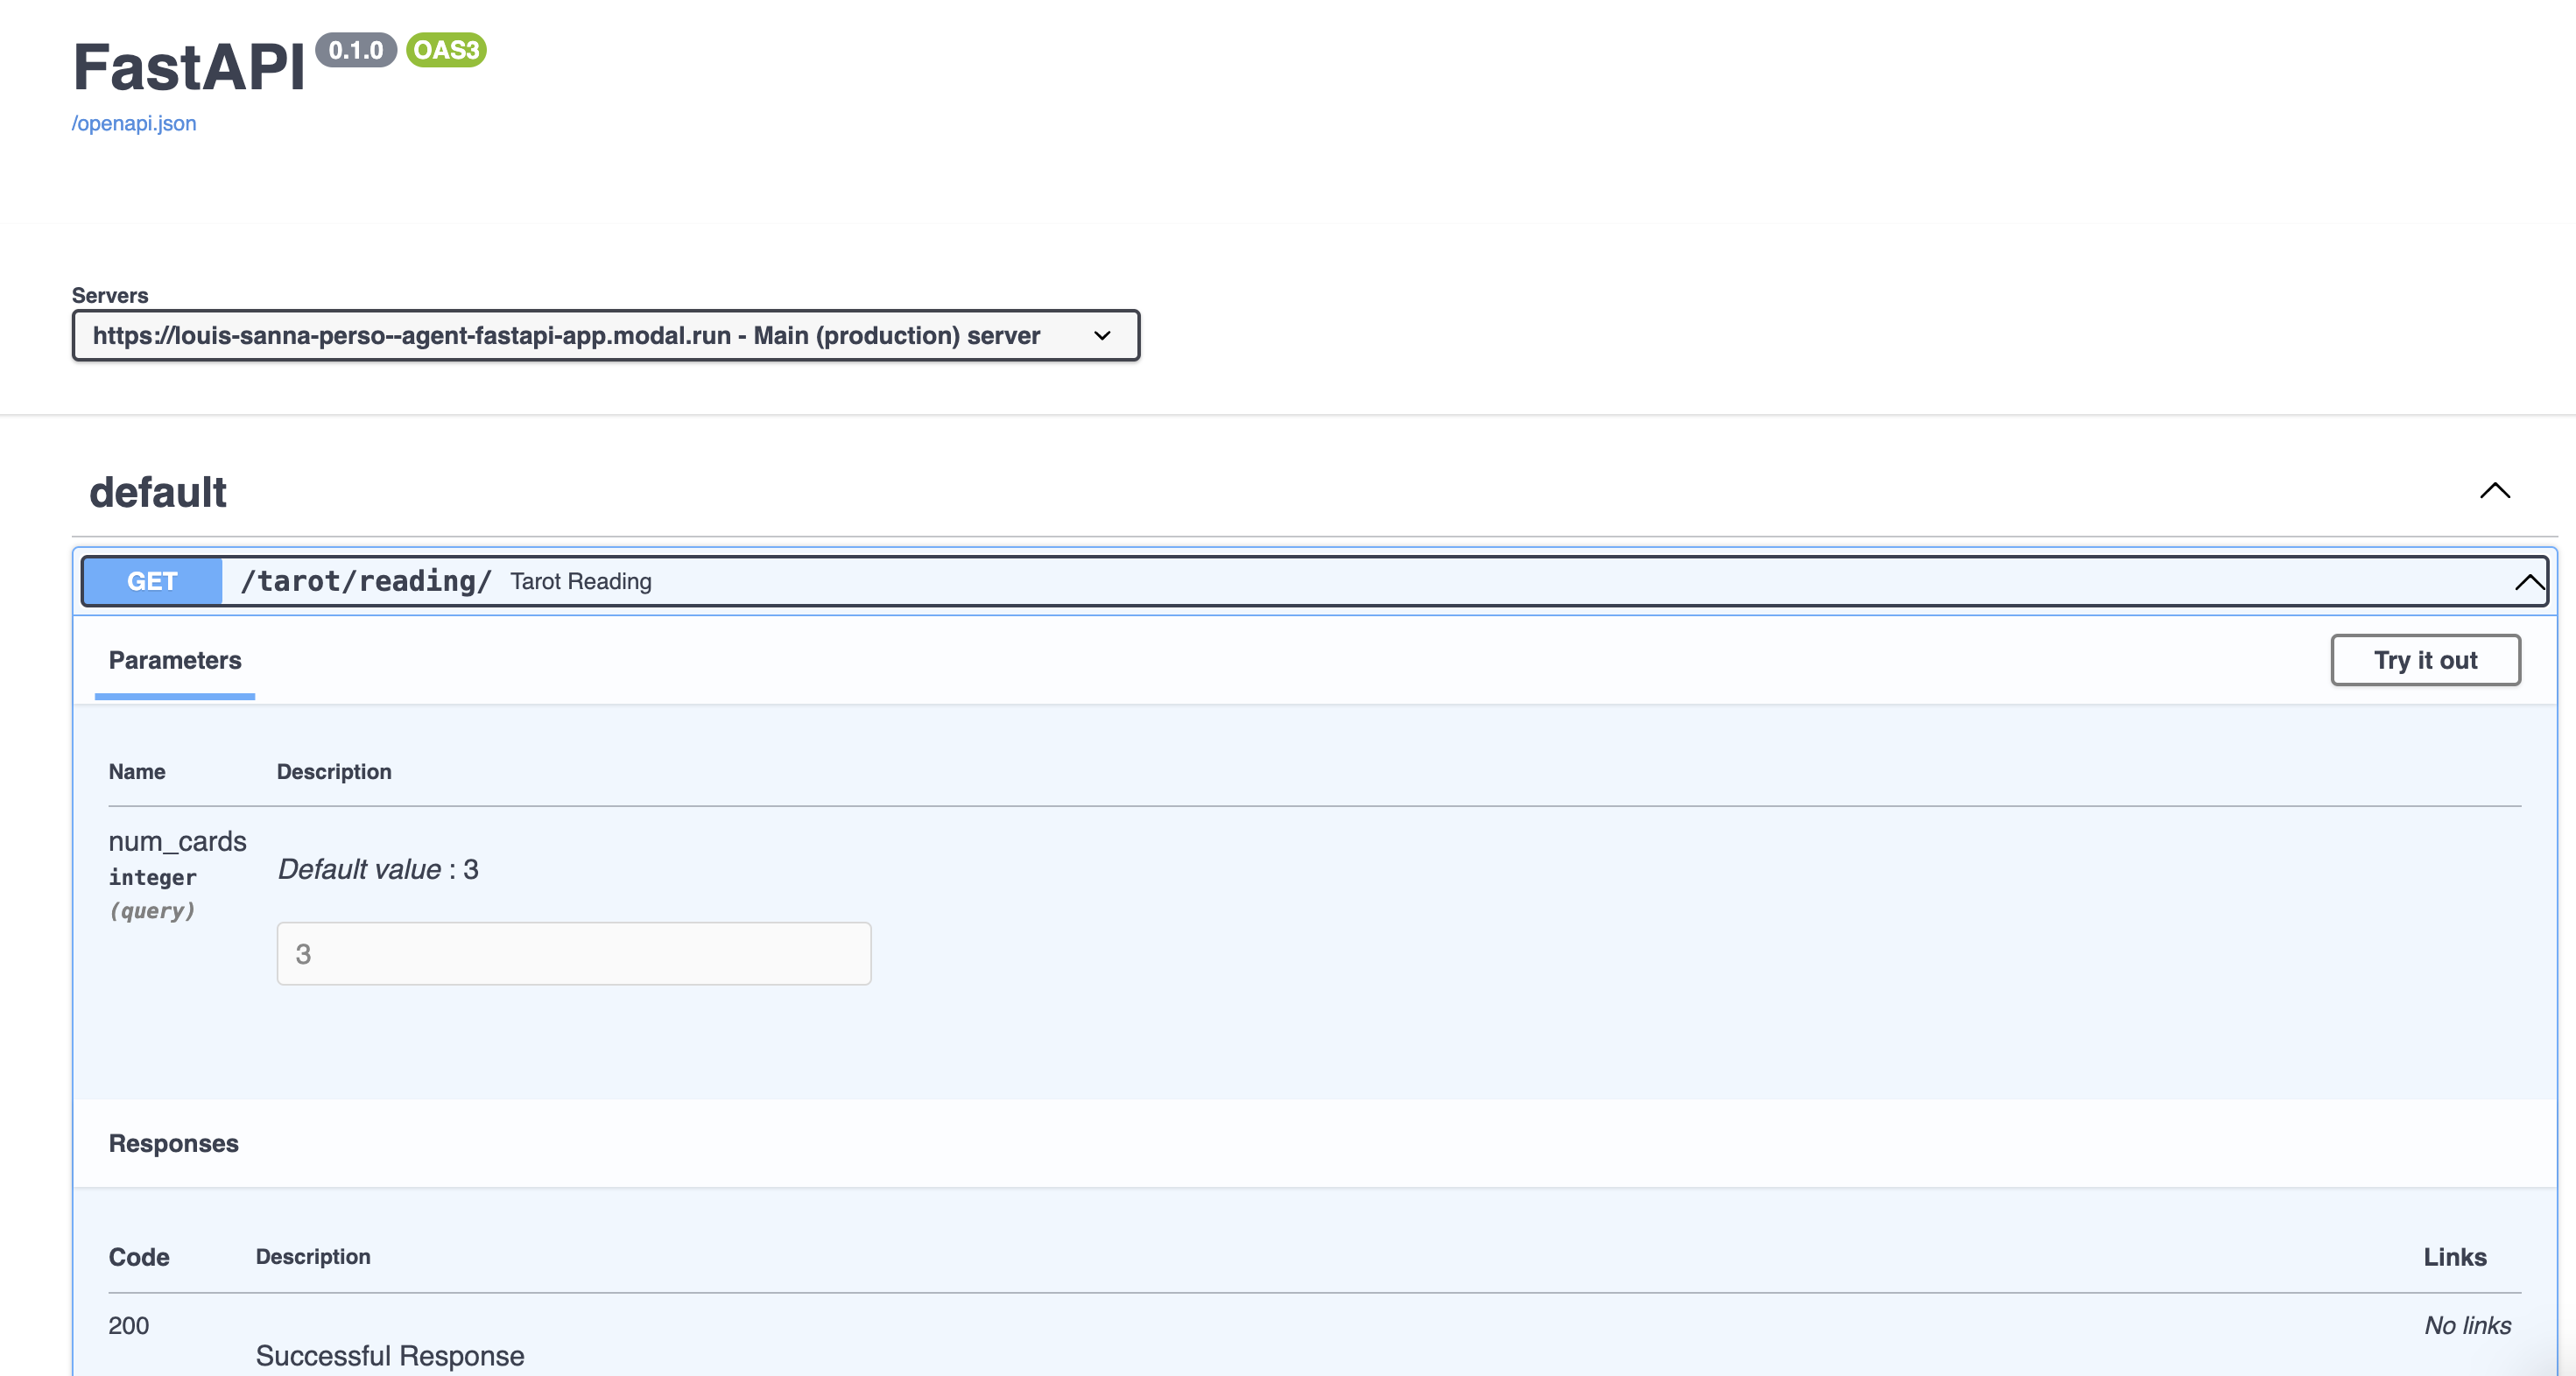 FastAPI 0.1.0 OAS3
/openapi.json
Servers
https://louis-sanna-perso--agent-fastapi-app.modal.run - Main (production) server
default
GET /tarot/reading/ Tarot Reading
Parameters Try it out
Name Description
num_cards
integer
(query)
Default value : 3
3
Responses
Code Description Links
200 No links
Successful Response